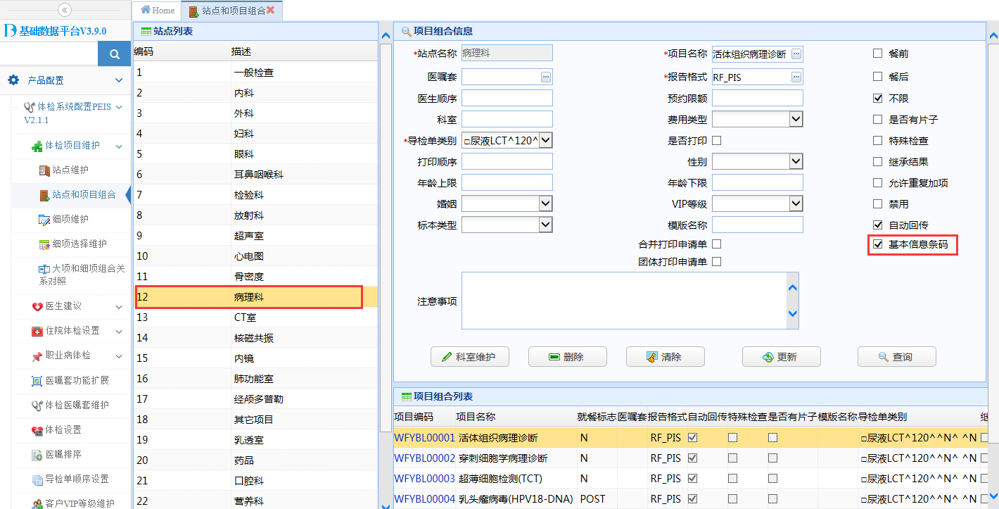 Home
站点和项目组合
基础数据平台V3.9.0
产品配置
体检系统配置PEIS
V2.1.1
体检项目维护
站点维护
站点和项目组合
细项维护
细项选择维护
大项和细项组合关
系对照
医生建议
住院体检设置
职业病体检
医嘱套功能扩展
体检医嘱套维护
体检设置
医嘱排序
导检单顺序设置
客户VIP等级维护
站点列表
编码 描述
1 一般检查
2 内科
3 外科
4 妇科
5 眼科
6 耳鼻咽喉科
7 检验科
8 放射科
9 超声室
10 心电图
11 骨密度
12 病理科
13 CT室
14 核磁共振
15 内镜
16 肺功能室
17 经颅多普勒
18 其它项目
19 乳透室
20 药品
21 口腔科
22 营养科
项目组合信息
*站点名称 病理科 *项目名称 活体组织病理诊断 餐前
医嘱套 *报告格式 RF_PIS 餐后
医生顺序 预约限额 不限
科室 费用类型 是否有片子
*导检单类别 □尿液LCT^120^ 是否打印 特殊检查
打印顺序 性别 继承结果
年龄上限 年龄下限 允许重复加项
婚姻 VIP等级 禁用
标本类型 模版名称 自动回传
合并打印申请单 基本信息条码
团体打印申请单
注意事项
科室维护 删除 清除 更新 查询
项目组合列表
项目编码 项目名称 就餐标志 医嘱套 报告格式 自动回传 特殊检查 是否有片子 模版名称 导检单类别 继
WFYBL00001 活体组织病理诊断 N RF_PIS □尿液LCT^120^^N^ ^N
WFYBL00002 穿刺细胞学病理诊断 N RF_PIS □尿液LCT^120^^N^ ^N
WFYBL00003 超薄细胞检测(TCT) N RF_PIS □尿液LCT^120^^N^ ^N
WFYBL00004 乳头瘤病毒(HPV18-DNA) POST RF_PIS □尿液LCT^120^^N^ ^N